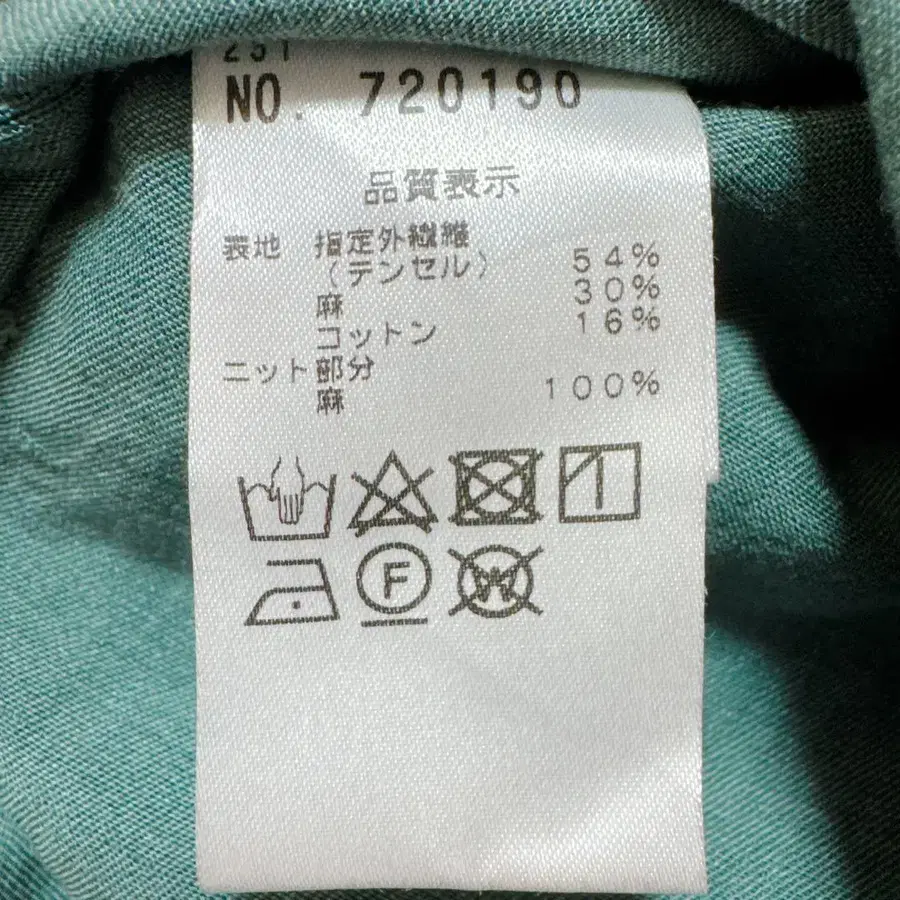 231
NO. 720190
品質表示
表地 指定外繊維
(テンセル) 54%
麻 30%
コットン 16%
ニット部分
麻 100%
F
W